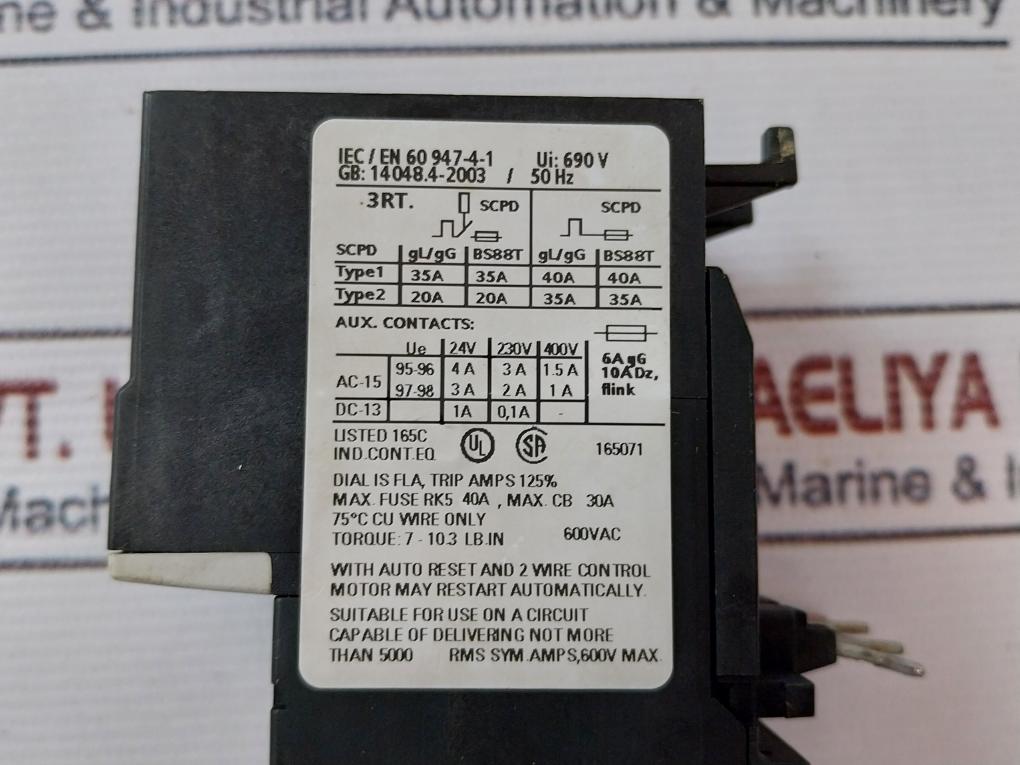 ne & Industrial Automation & Machinery
IEC / EN 60 947-4-1 Ui: 690 V
GB: 14048.4-2003 / 50 Hz
3RT. SCPD SCPD
SCPD gL/gG BS88T gL/gG BS88T
Type1 35A 35A 40A 40A
Type2 20A 20A 35A 35A
AUX. CONTACTS:
Ue 24V 230V 400V
AC-15 95-96 4 A 3 A 1.5 A
97-98 3 A 2 A 1 A
DC-13 1A 0,1A -
6A gG
10A Dz,
flink
LISTED 165C UL SA 165071
IND.CONT.EQ.
DIAL IS FLA, TRIP AMPS 125%
MAX. FUSE RK5 40A , MAX. CB 30A
75°C CU WIRE ONLY
TORQUE: 7 - 10.3 LB.IN 600VAC
WITH AUTO RESET AND 2 WIRE CONTROL
MOTOR MAY RESTART AUTOMATICALLY.
SUITABLE FOR USE ON A CIRCUIT
CAPABLE OF DELIVERING NOT MORE
THAN 5000 RMS SYM.AMPS,600V MAX.
VT. AELIYA
Mach Marine & I